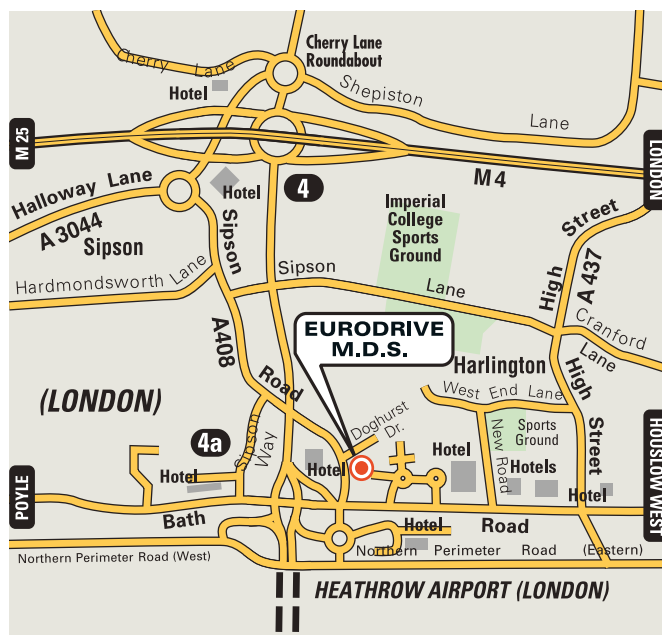 Cherry Lane
Roundabout
Cherry Lane
Hotel
Shepiston Lane
M 25
M 4
LONDON
Halloway Lane
A 3044
Hotel
4
Imperial
College
Sports
Ground
High Street
A 437
Sipson
Sipson
Hardmondsworth Lane
Sipson Lane
Cranford Lane
A408
EURODRIVE
M.D.S.
Harlington
High Street
Road
(LONDON)
West End Lane
4a
Sipson Way
Doghurst Dr.
New Road
Sports
Ground
Hotel
Hotel
Hotel
Hotels
Hotel
POYLE
HOUSLOW WEST
Bath Road
Hotel
Northern Perimeter Road (West)
Northern Perimeter Road (Eastern)
HEATHROW AIRPORT (LONDON)